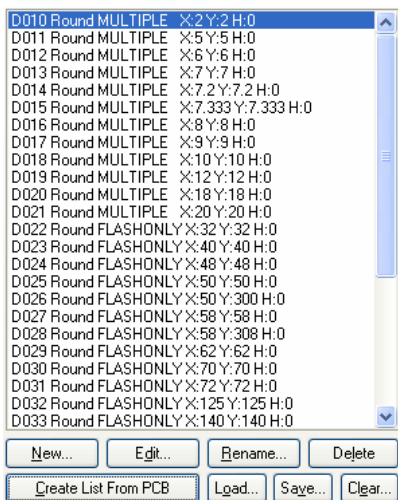 D010 Round MULTIPLE X:2 Y:2 H:0
D011 Round MULTIPLE X:5 Y:5 H:0
D012 Round MULTIPLE X:6 Y:6 H:0
D013 Round MULTIPLE X:7 Y:7 H:0
D014 Round MULTIPLE X:7.2 Y:7.2 H:0
D015 Round MULTIPLE X:7.333 Y:7.333 H:0
D016 Round MULTIPLE X:8 Y:8 H:0
D017 Round MULTIPLE X:9 Y:9 H:0
D018 Round MULTIPLE X:10 Y:10 H:0
D019 Round MULTIPLE X:12 Y:12 H:0
D020 Round MULTIPLE X:18 Y:18 H:0
D021 Round MULTIPLE X:20 Y:20 H:0
D022 Round FLASHONLY X:32 Y:32 H:0
D023 Round FLASHONLY X:40 Y:40 H:0
D024 Round FLASHONLY X:48 Y:48 H:0
D025 Round FLASHONLY X:50 Y:50 H:0
D026 Round FLASHONLY X:50 Y:300 H:0
D027 Round FLASHONLY X:58 Y:58 H:0
D028 Round FLASHONLY X:58 Y:308 H:0
D029 Round FLASHONLY X:62 Y:62 H:0
D030 Round FLASHONLY X:70 Y:70 H:0
D031 Round FLASHONLY X:72 Y:72 H:0
D032 Round FLASHONLY X:125 Y:125 H:0
D033 Round FLASHONLY X:140 Y:140 H:0
New... Edit... Rename... Delete
Create List From PCB Load... Save... Clear...